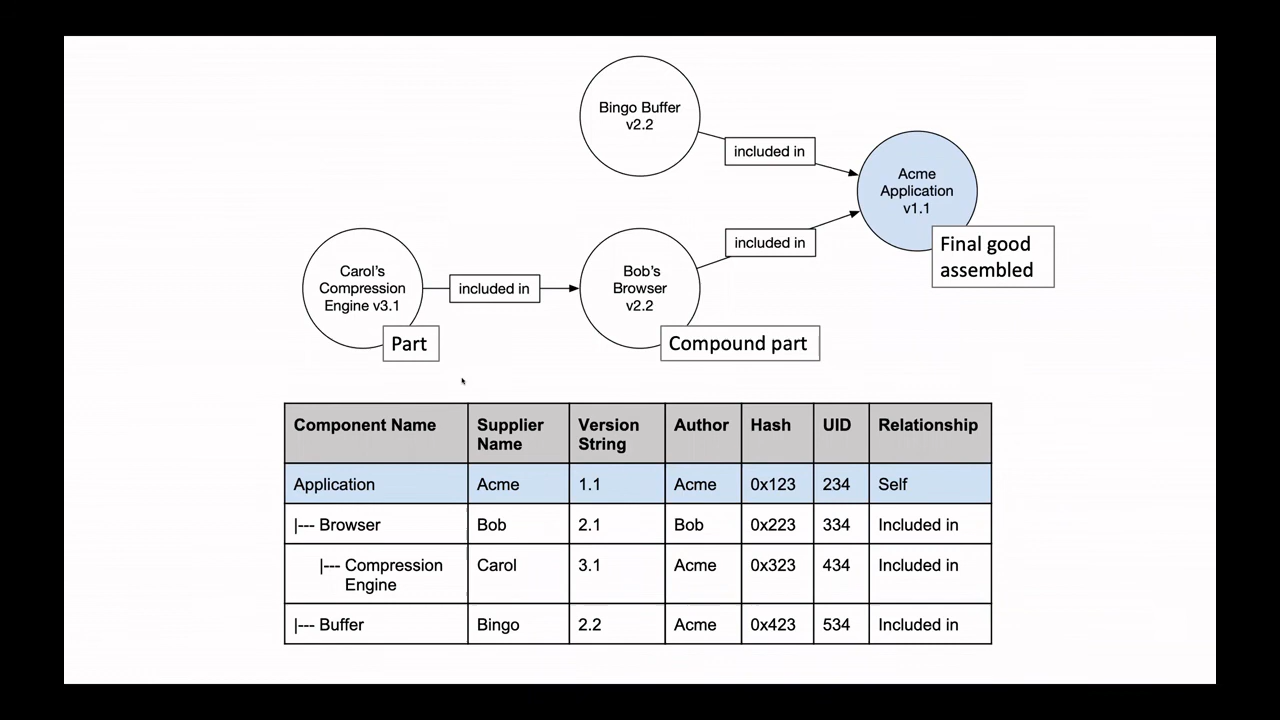 Bingo Buffer
v2.2
included in
Acme
Application
v1.1
Final good
assembled
included in
Carol's
Compression
Engine v3.1
Part
included in
Bob's
Browser
v2.2
Compound part
Component Name Supplier Name Version String Author Hash UID Relationship
Application Acme 1.1 Acme 0x123 234 Self
|--- Browser Bob 2.1 Bob 0x223 334 Included in
|--- Compression Engine Carol 3.1 Acme 0x323 434 Included in
|--- Buffer Bingo 2.2 Acme 0x423 534 Included in